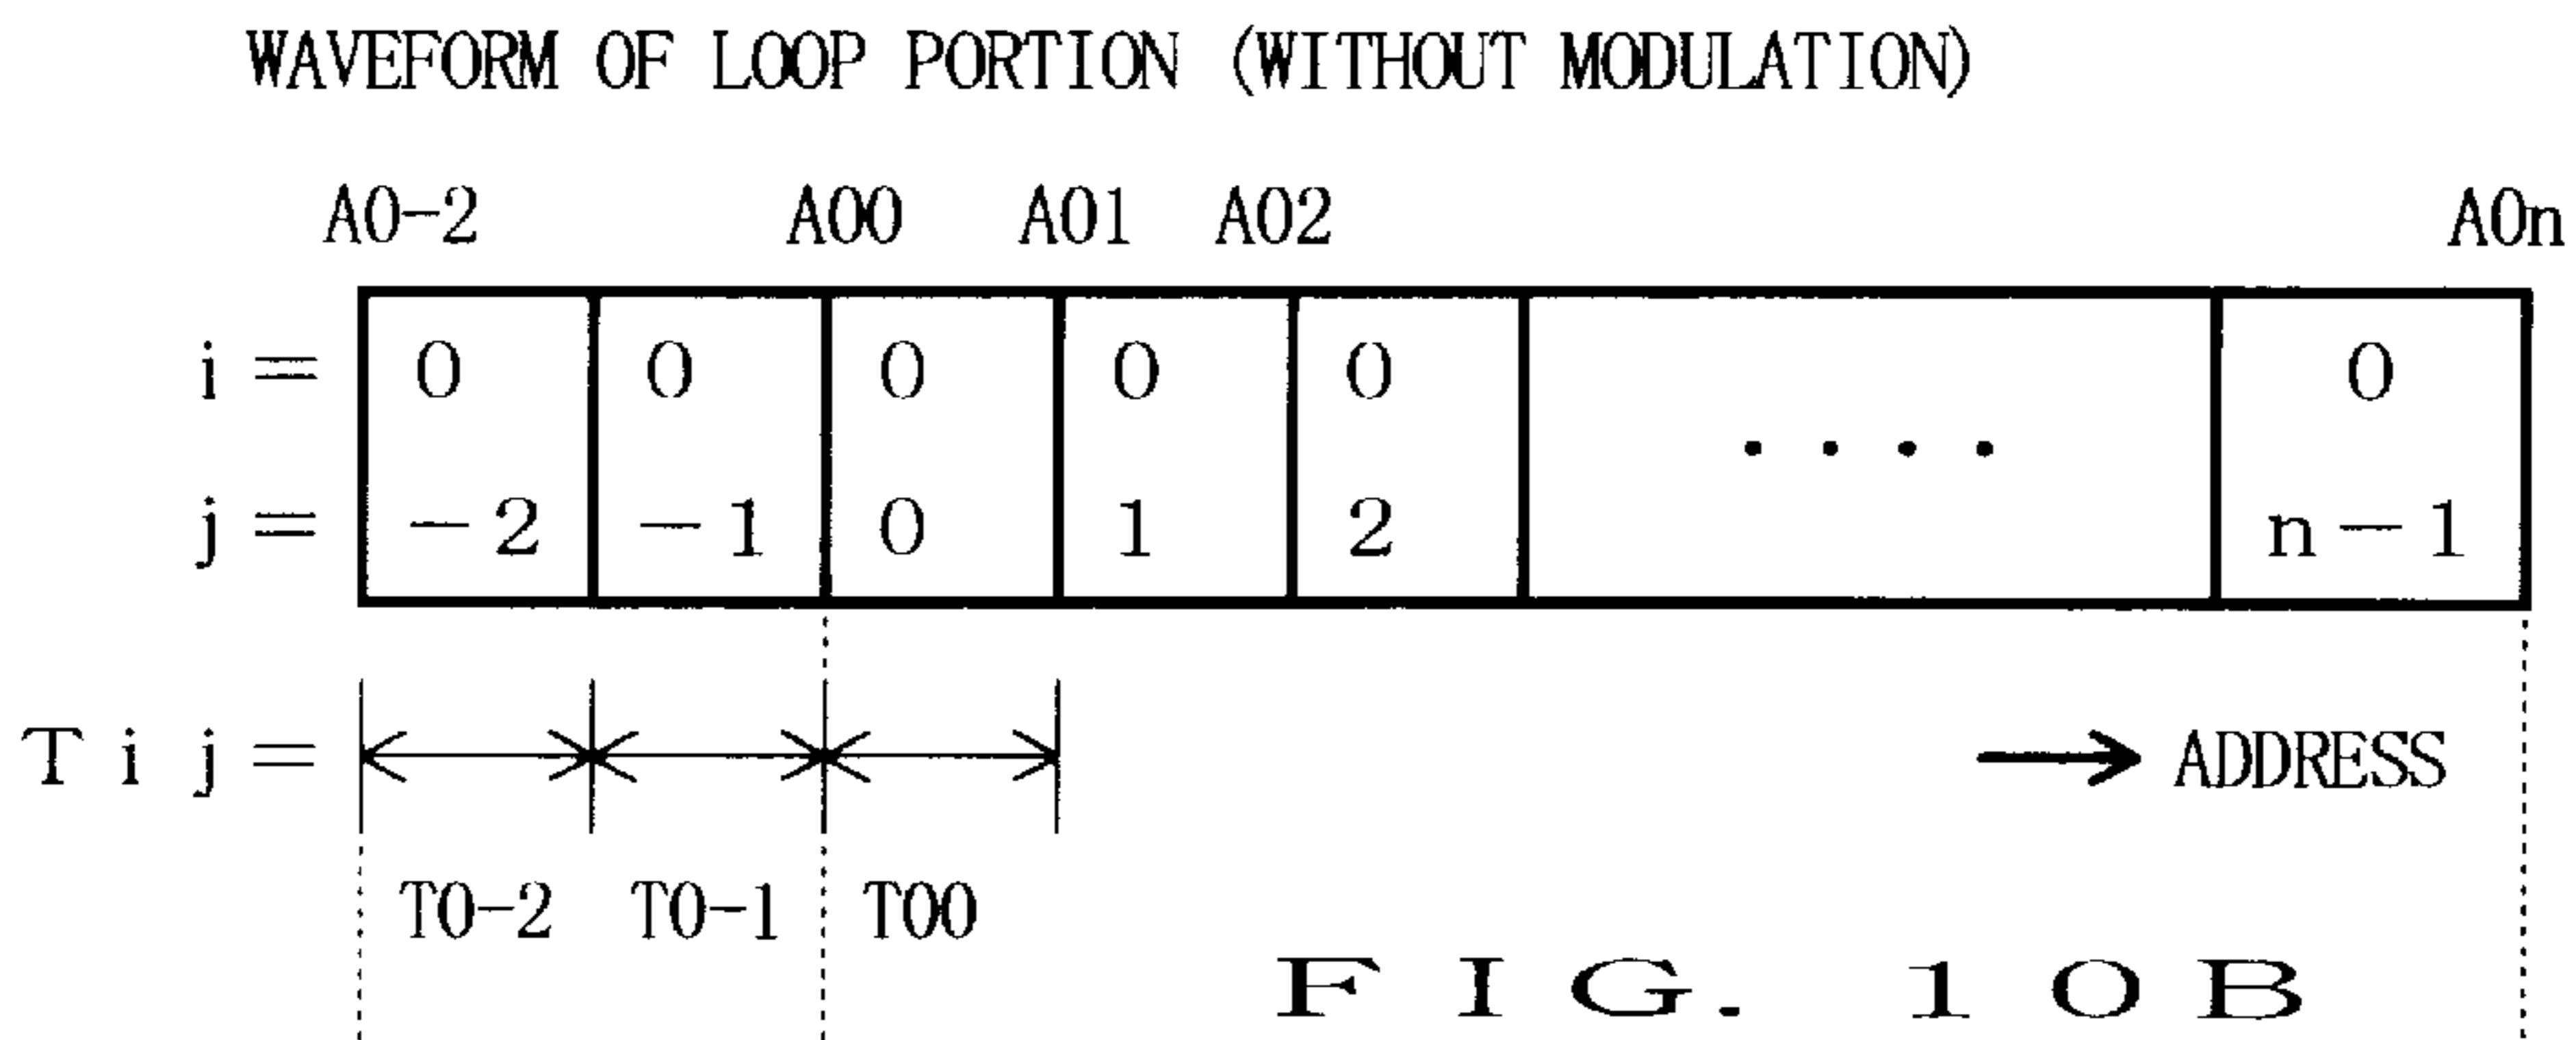 WAVEFORM OF LOOP PORTION (WITHOUT MODULATION)
A0-2 A00 A01 A02 A0n
i = 0 0 0 0 0 0
· · · ·
j = -2 -1 0 1 2 n-1
T i j = → ADDRESS
T0-2 T0-1 T00
FIG. 10B